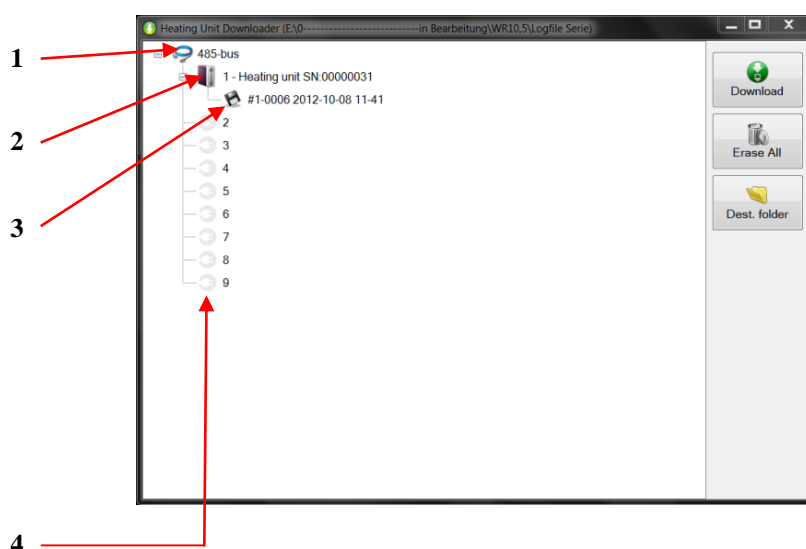 Heating Unit Downloader (E:\0---------------------------in Bearbeitung\WR10,5\Logfile Serie)
1
485-bus
1 - Heating unit SN:00000031
#1-0006 2012-10-08 11-41
2
3
4
5
6
7
8
9
Download
Erase All
Dest. folder
2
3
4